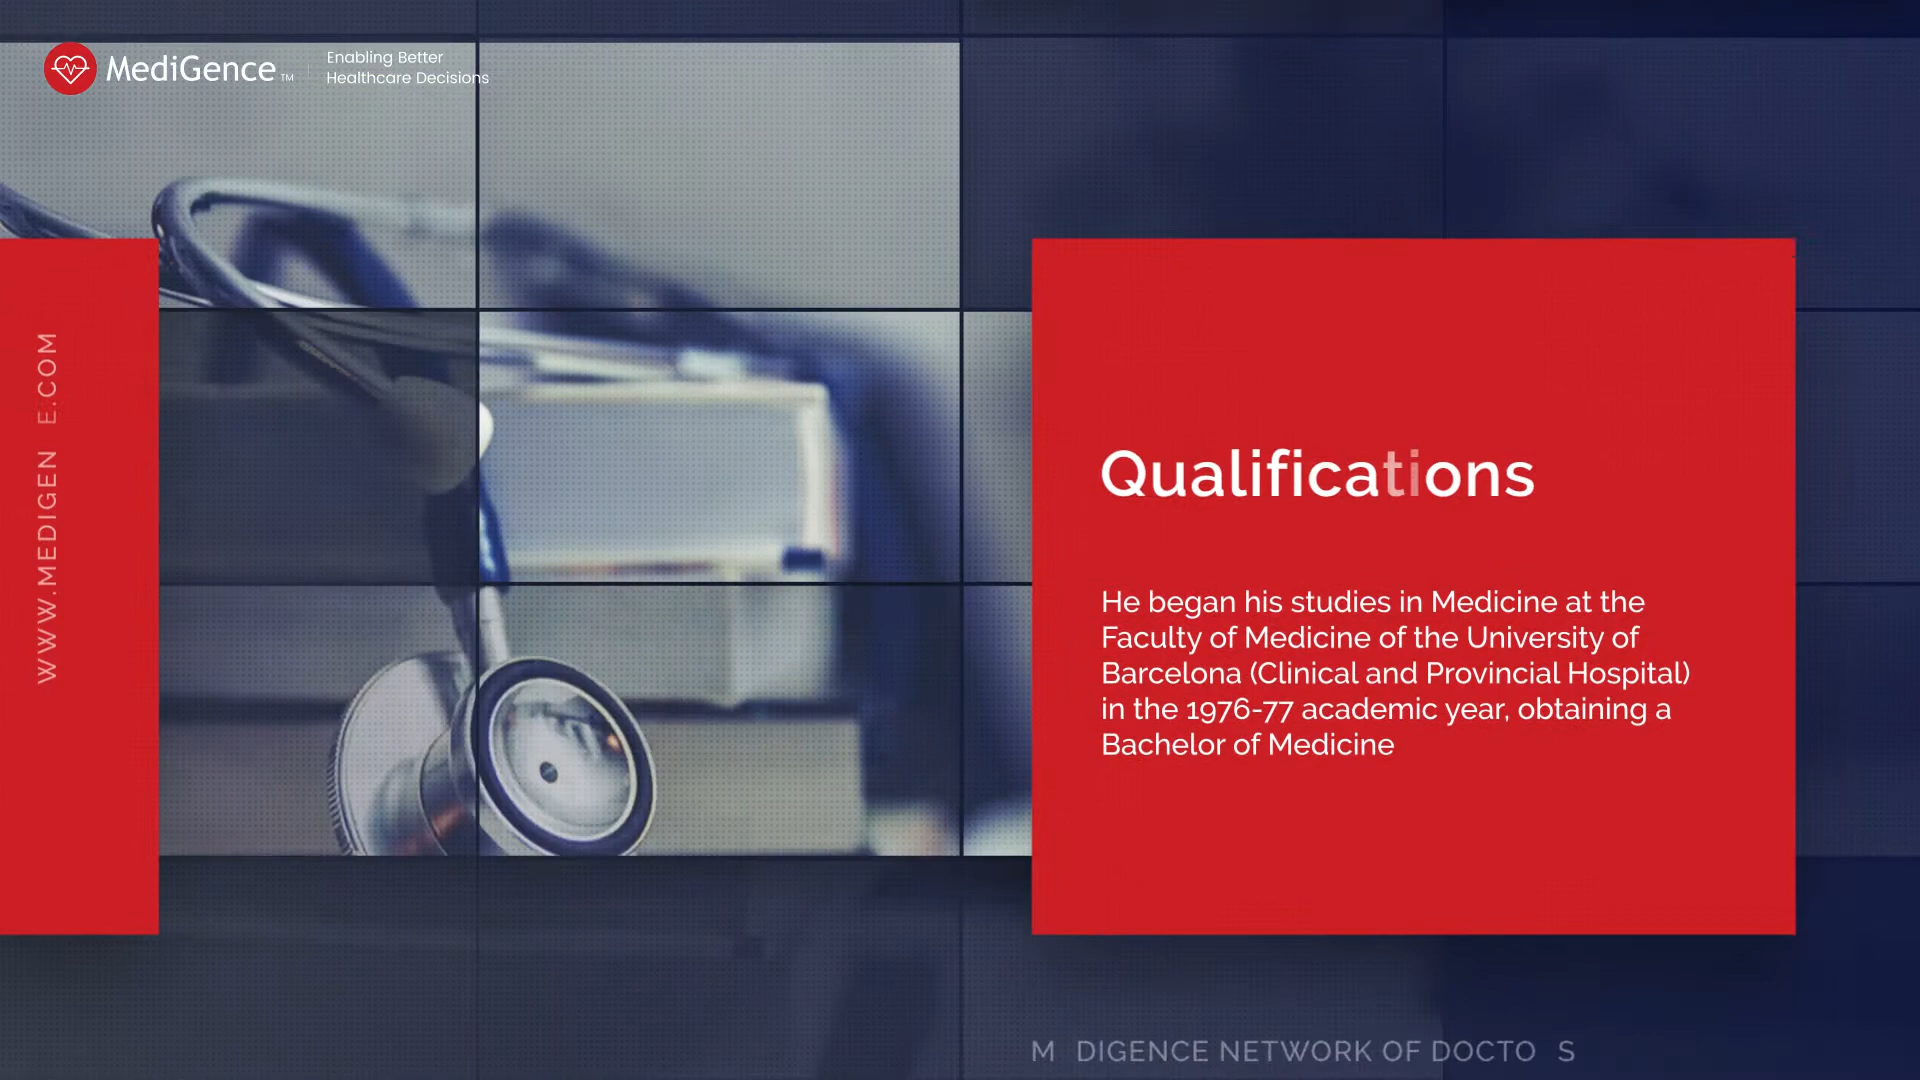 MediGence TM
Enabling Better
Healthcare Decisions
WWW.MEDIGEN E.COM
Qualifications
He began his studies in Medicine at the
Faculty of Medicine of the University of
Barcelona (Clinical and Provincial Hospital)
in the 1976-77 academic year, obtaining a
Bachelor of Medicine
M DIGENCE NETWORK OF DOCTO S